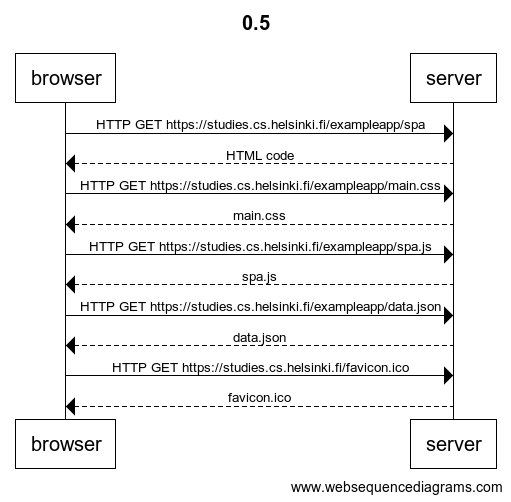 0.5
browser server
HTTP GET https://studies.cs.helsinki.fi/exampleapp/spa
HTML code
HTTP GET https://studies.cs.helsinki.fi/exampleapp/main.css
main.css
HTTP GET https://studies.cs.helsinki.fi/exampleapp/spa.js
spa.js
HTTP GET https://studies.cs.helsinki.fi/exampleapp/data.json
data.json
HTTP GET https://studies.cs.helsinki.fi/favicon.ico
favicon.ico
browser server
www.websequencediagrams.com